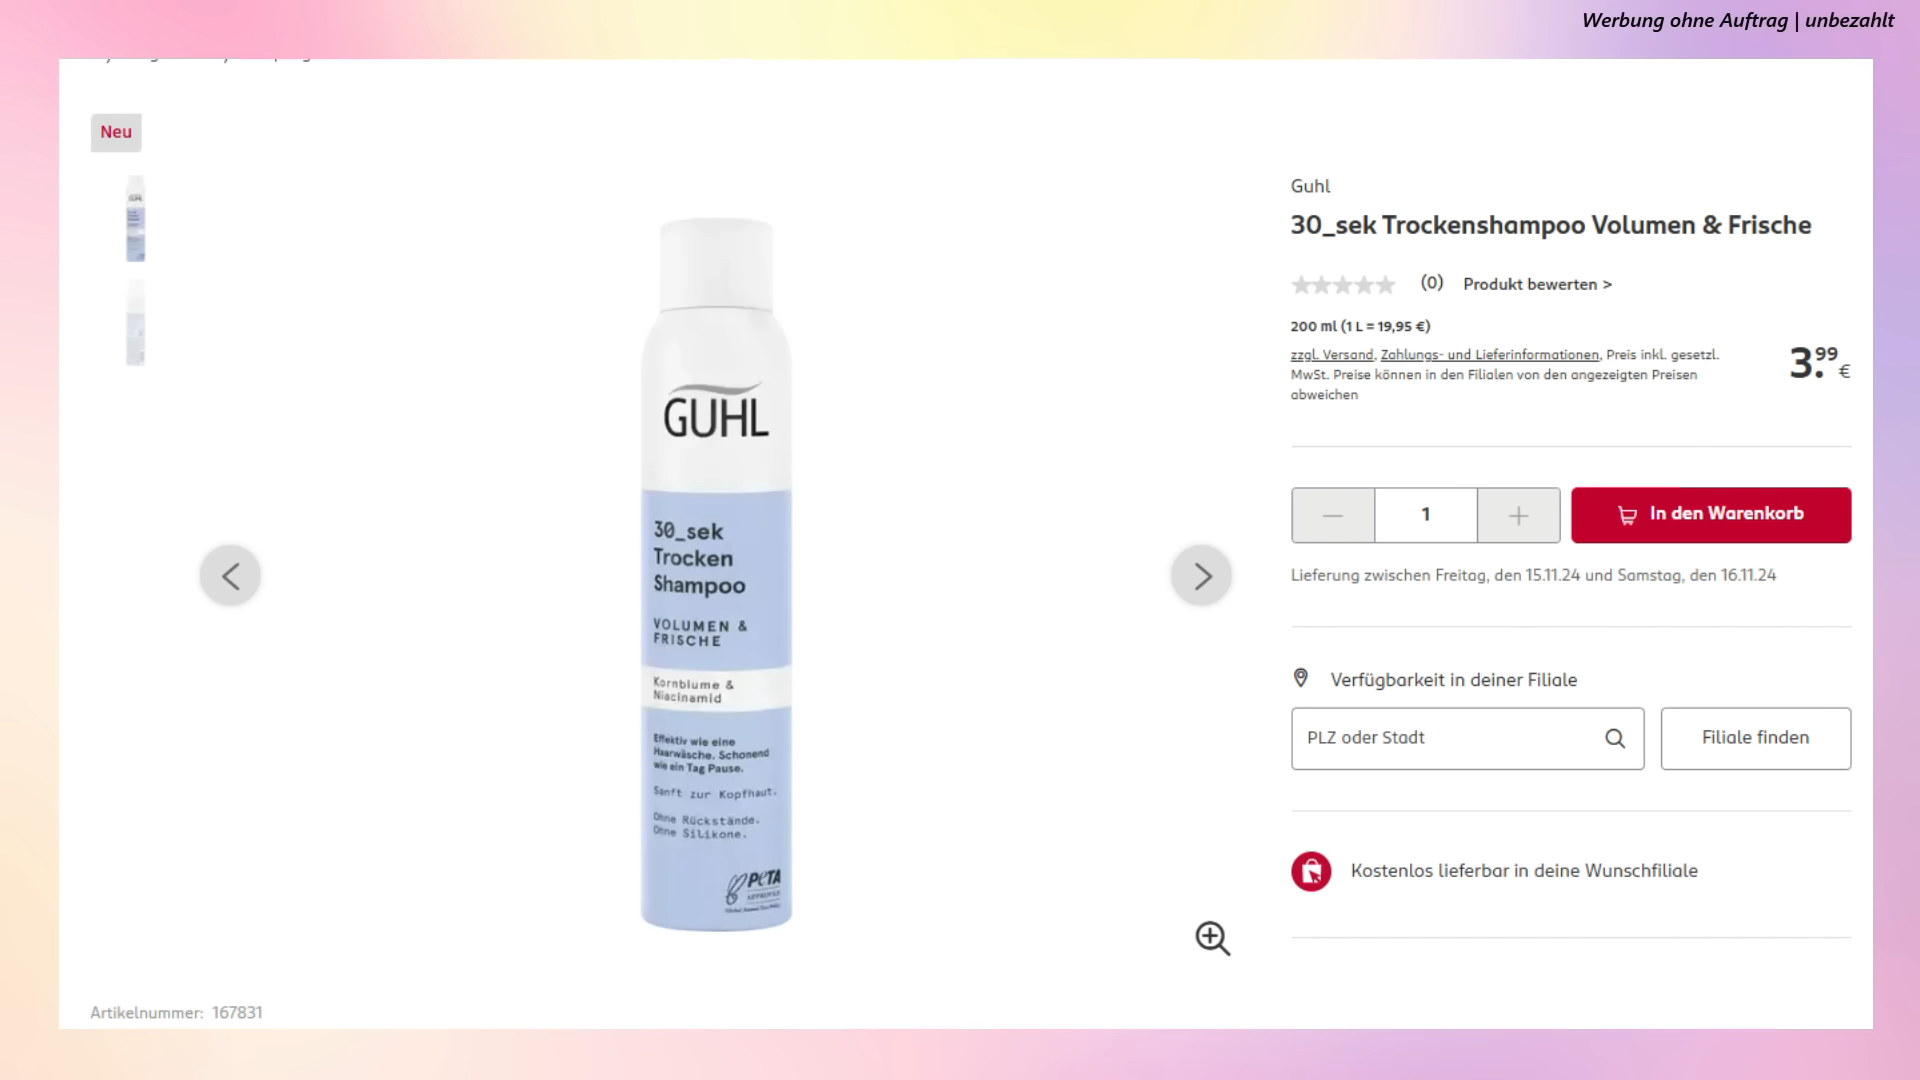 Werbung ohne Auftrag | unbezahlt
Neu
Guhl
30_sek Trockenshampoo Volumen & Frische
(0) Produkt bewerten >
200 ml (1 L = 19,95 €)
zzgl. Versand, Zahlungs- und Lieferinformationen, Preis inkl. gesetzl.
MwSt. Preise können in den Filialen von den angezeigten Preisen
abweichen
3.99 €
1
In den Warenkorb
Lieferung zwischen Freitag, den 15.11.24 und Samstag, den 16.11.24
Verfügbarkeit in deiner Filiale
PLZ oder Stadt
Filiale finden
Kostenlos lieferbar in deine Wunschfiliale
GUHL
30_sek
Trocken
Shampoo
VOLUMEN &
FRISCHE
Kornblume &
Niacinamid
Effektiv wie eine
Haarwäsche. Schonend
wie ein Tag Pause.
Sanft zur Kopfhaut.
Ohne Rückstände.
Ohne Silikone.
PETA
APPROVED
Artikelnummer: 167831